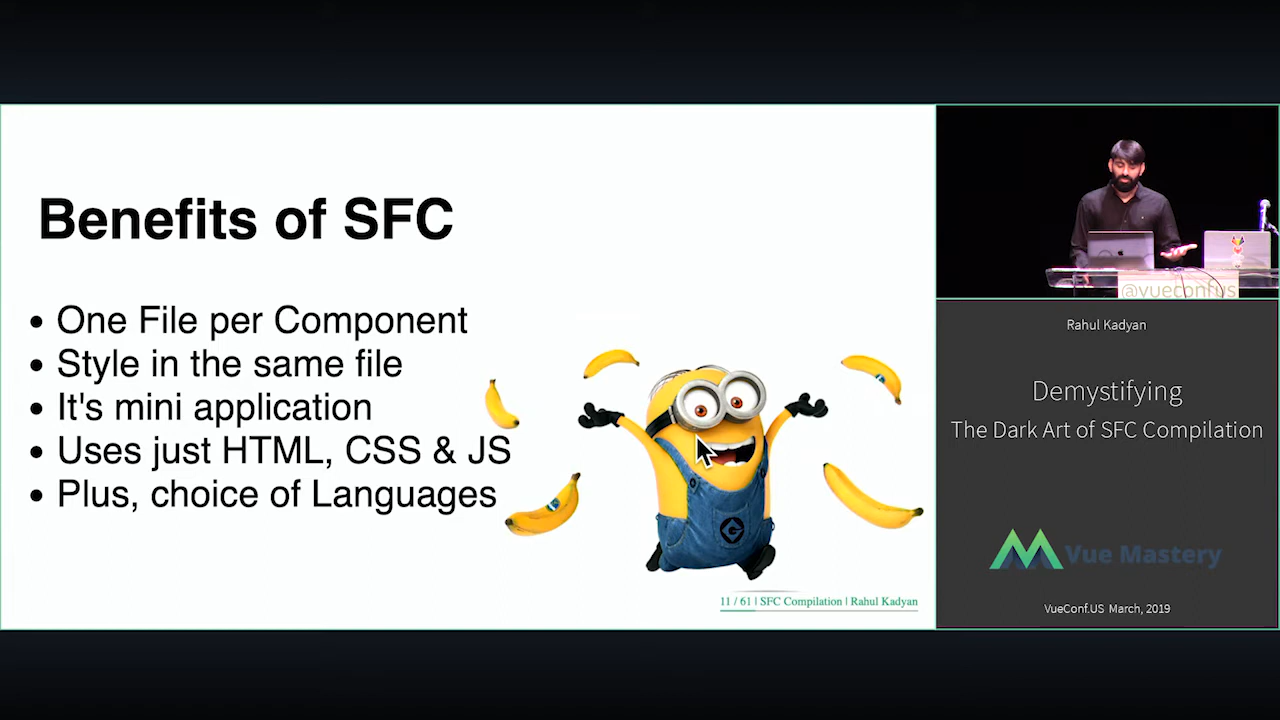 Benefits of SFC
• One File per Component
• Style in the same file
• It's mini application
• Uses just HTML, CSS & JS
• Plus, choice of Languages
11 / 61 | SFC Compilation | Rahul Kadyan
@vueconfus
Rahul Kadyan
Demystifying
The Dark Art of SFC Compilation
Vue Mastery
VueConf.US March, 2019